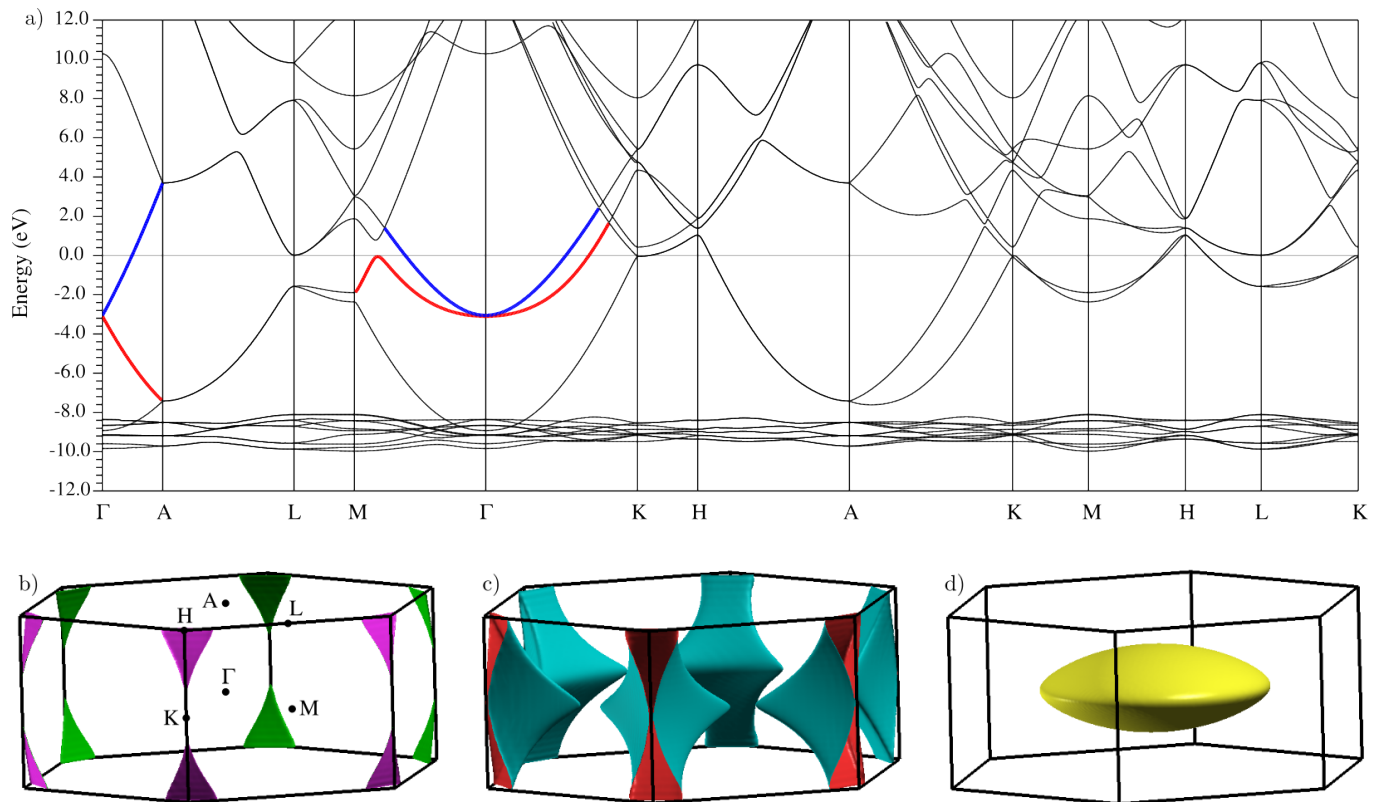 a)
12.0
10.0
8.0
6.0
4.0
2.0
0.0
-2.0
-4.0
-6.0
-8.0
-10.0
-12.0
Energy (eV)
Γ A L M Γ K H A K M H L K
b)
A
H
L
Γ
K
M
c)
d)